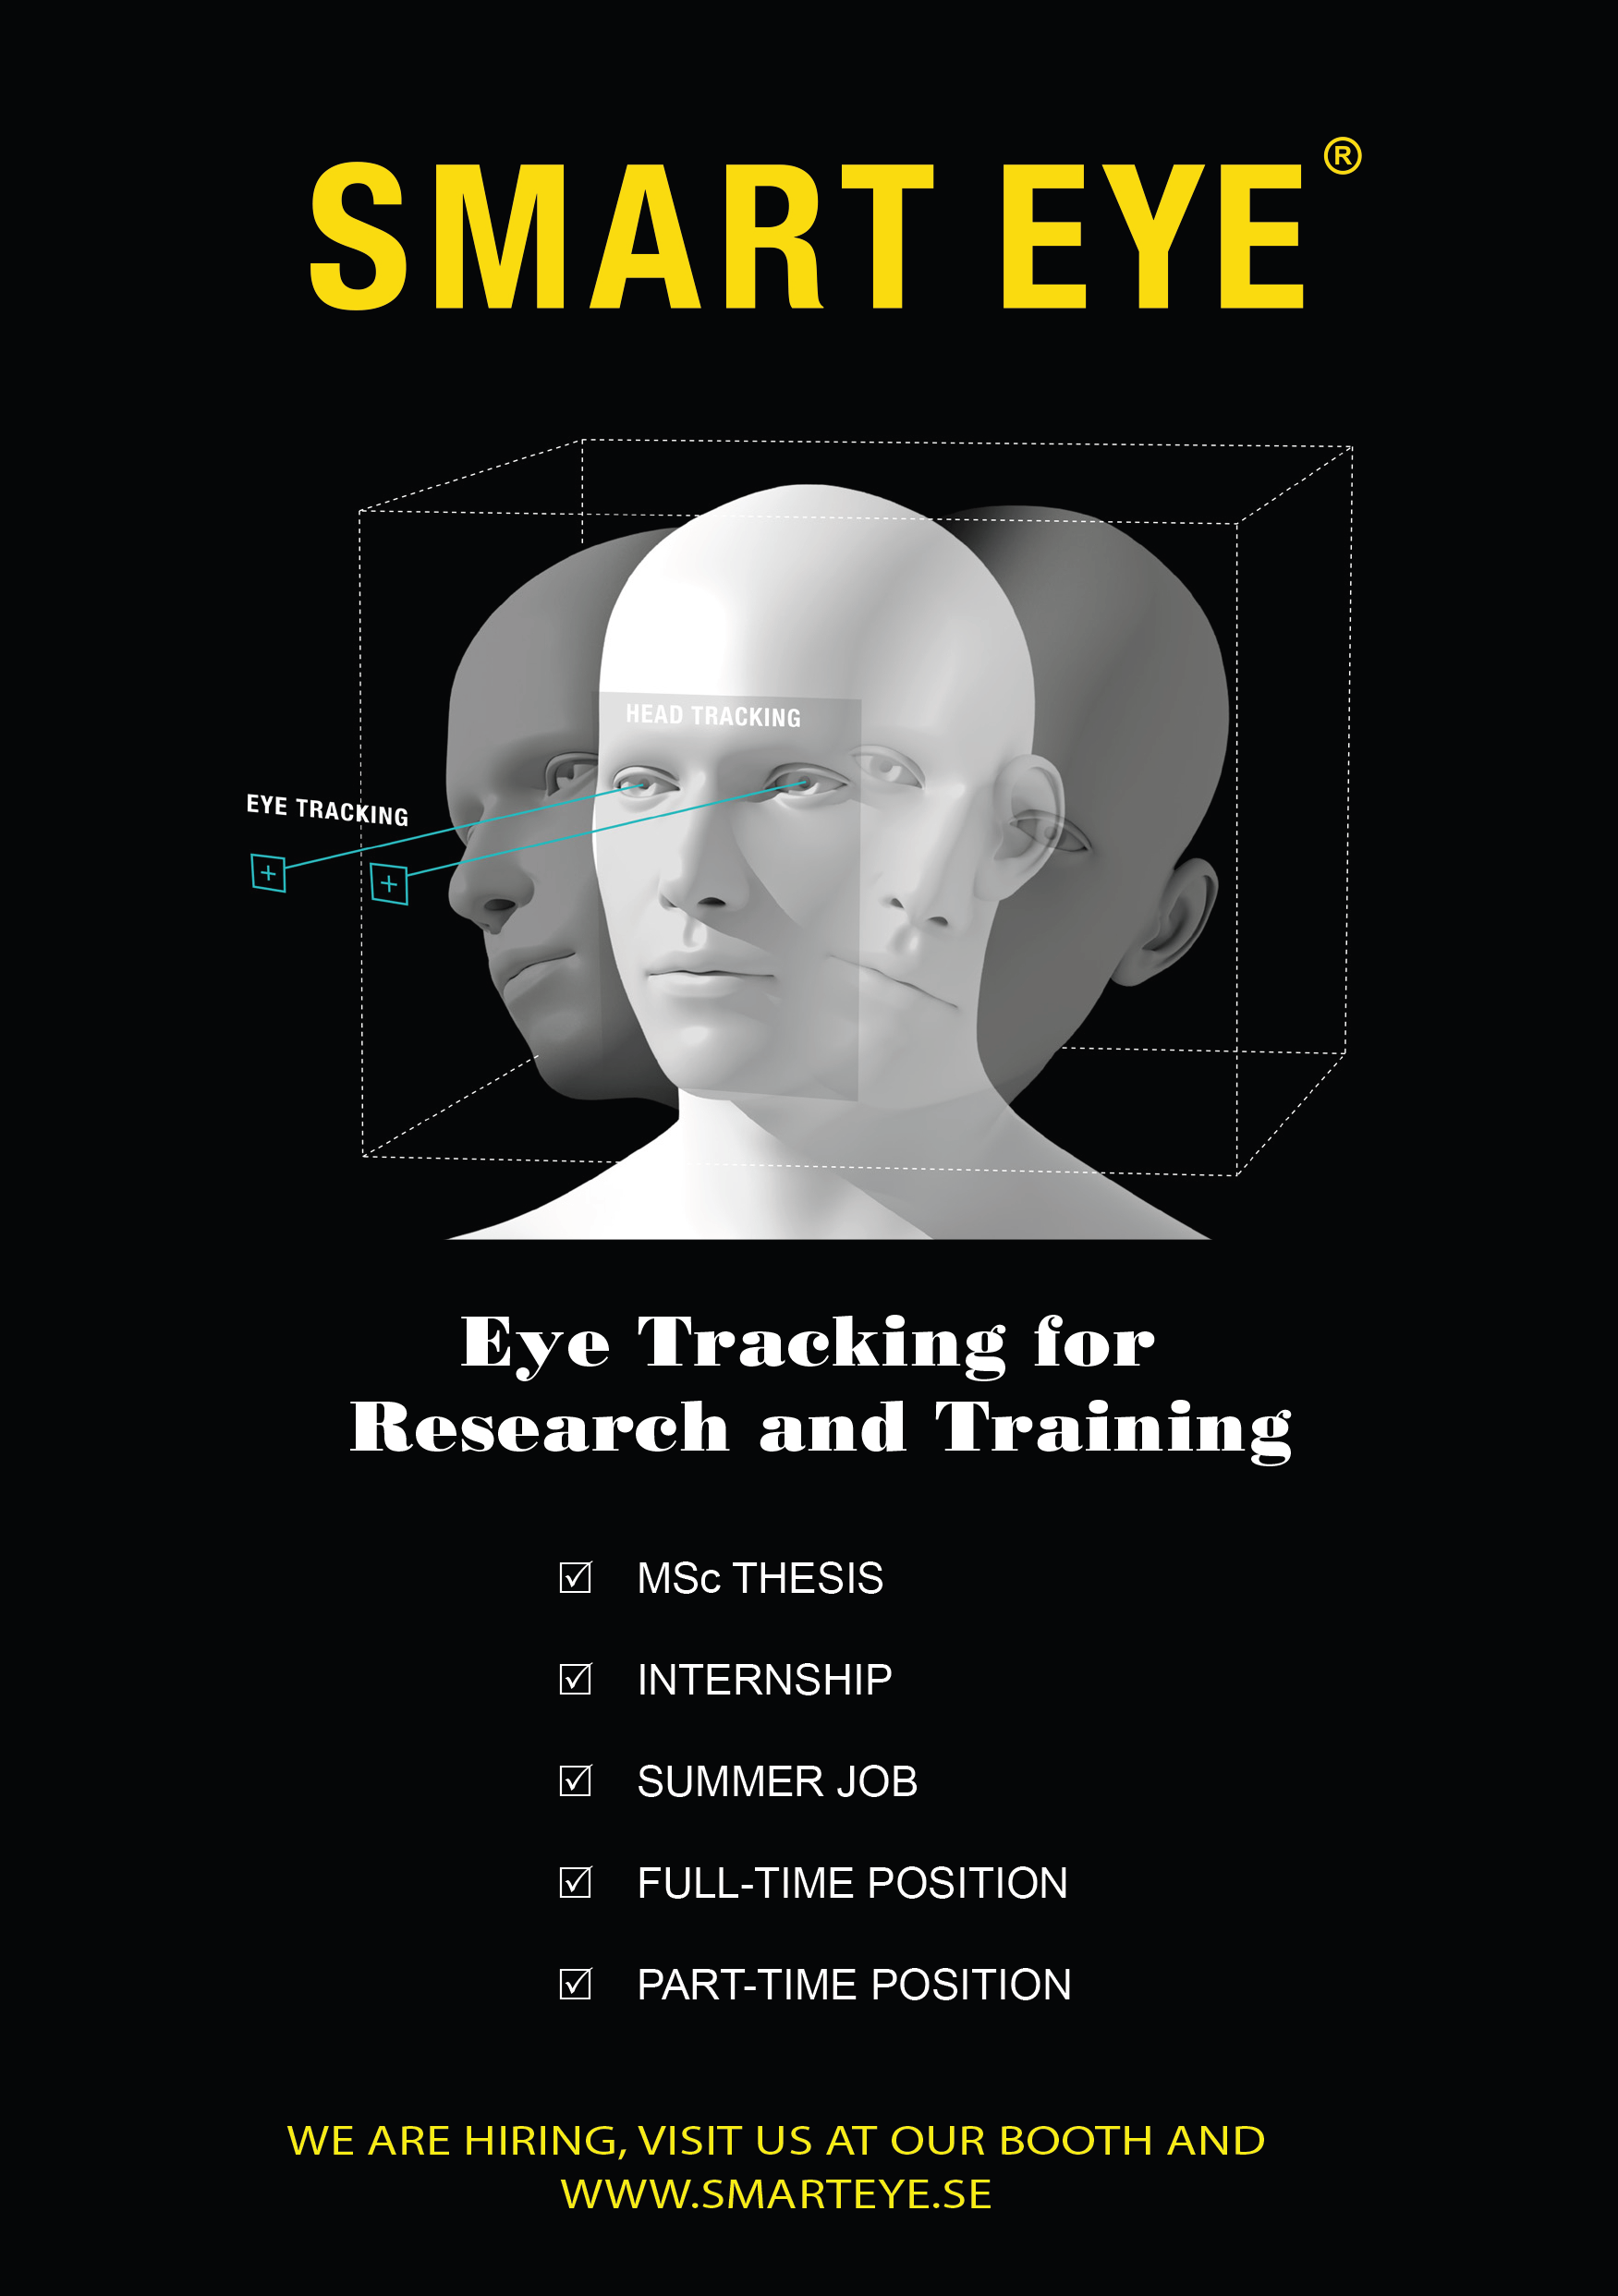 SMART EYE®
HEAD TRACKING
EYE TRACKING
Eye Tracking for
Research and Training
☑ MSc THESIS
☑ INTERNSHIP
☑ SUMMER JOB
☑ FULL-TIME POSITION
☑ PART-TIME POSITION
WE ARE HIRING, VISIT US AT OUR BOOTH AND
WWW.SMARTEYE.SE